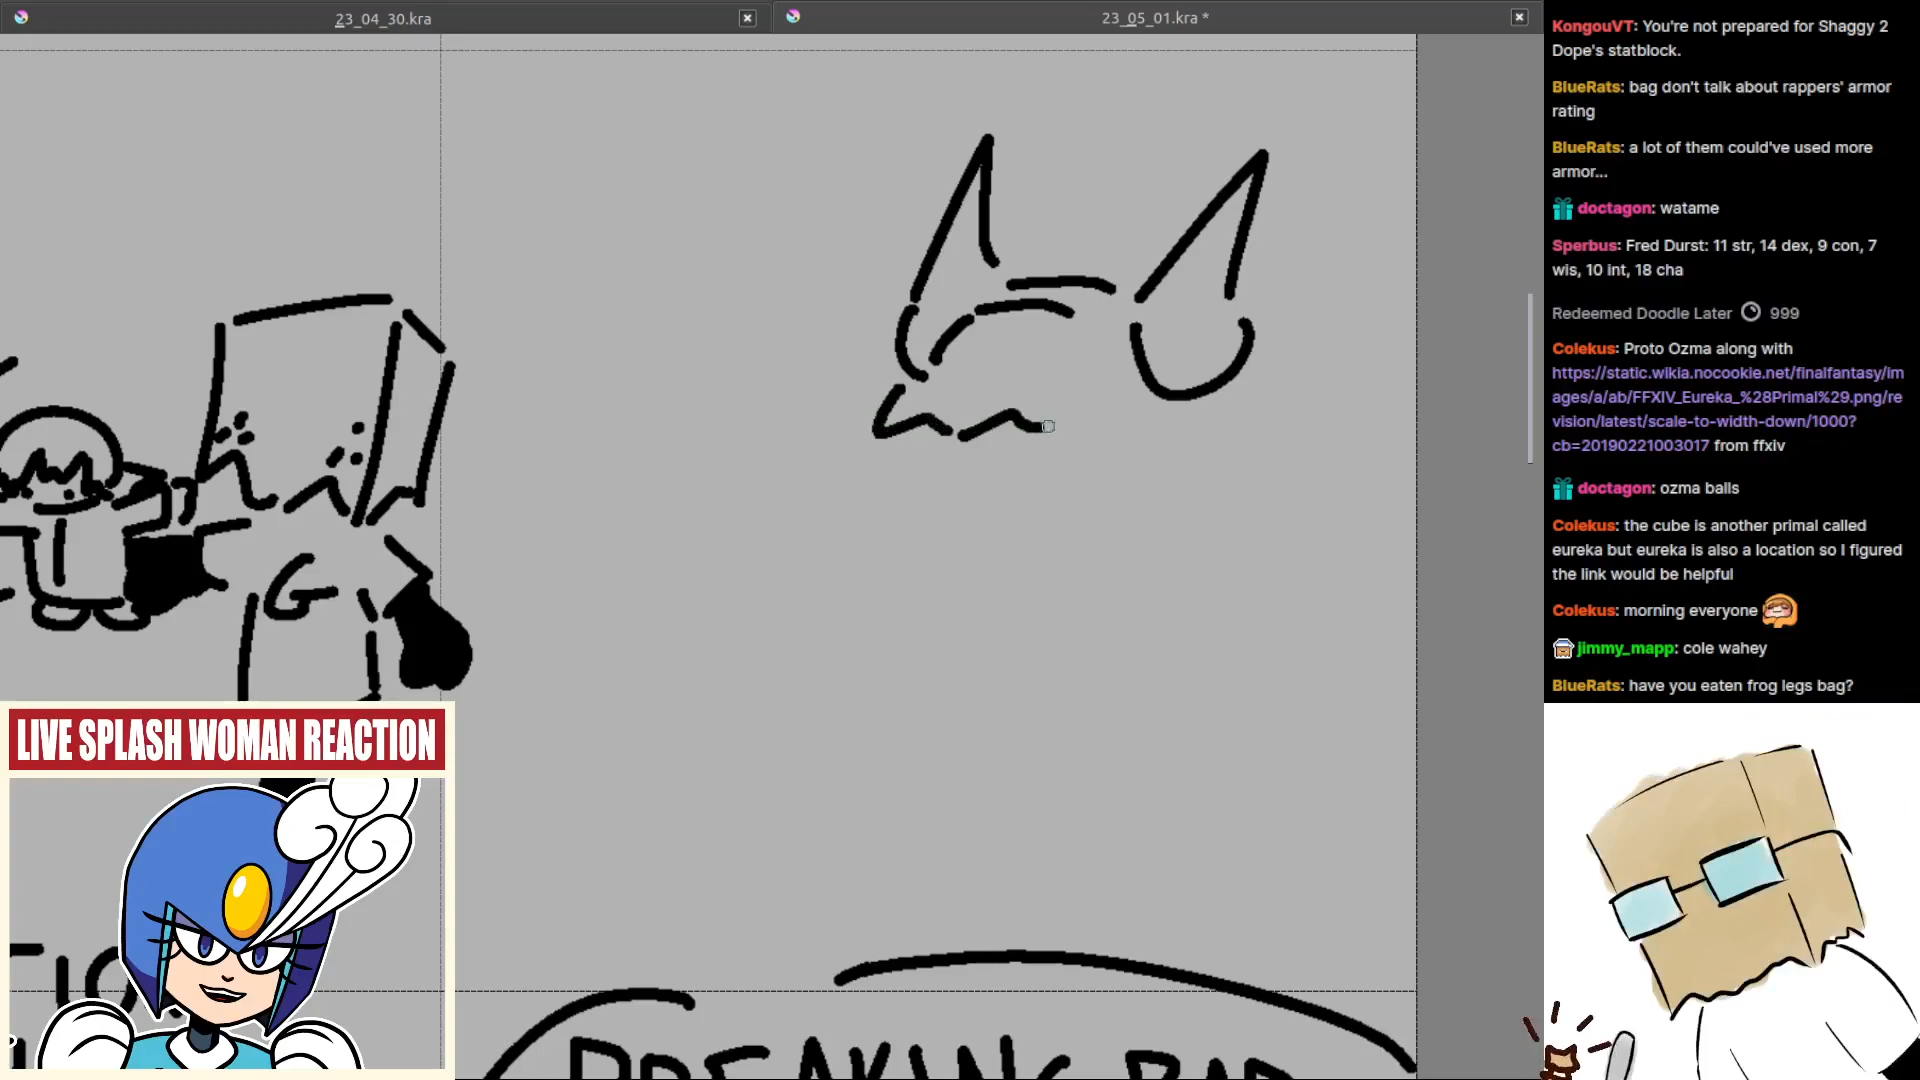 23_04_30.kra
23_05_01.kra *
KongouVT: You're not prepared for Shaggy 2
Dope's statblock.
BlueRats: bag don't talk about rappers' armor
rating
BlueRats: a lot of them could've used more
armor...
doctagon: watame
Sperbus: Fred Durst: 11 str, 14 dex, 9 con, 7
wis, 10 int, 18 cha
Redeemed Doodle Later 999
Colekus: Proto Ozma along with
https://static.wikia.nocookie.net/finalfantasy/im
ages/a/ab/FFXIV_Eureka_%28Primal%29.png/re
vision/latest/scale-to-width-down/1000?
cb=20190221003017 from ffxiv
doctagon: ozma balls
Colekus: the cube is another primal called
eureka but eureka is also a location so I figured
the link would be helpful
Colekus: morning everyone
jimmy_mapp: cole wahey
BlueRats: have you eaten frog legs bag?
G
LIVE SPLASH WOMAN REACTION
BREAKING BAD